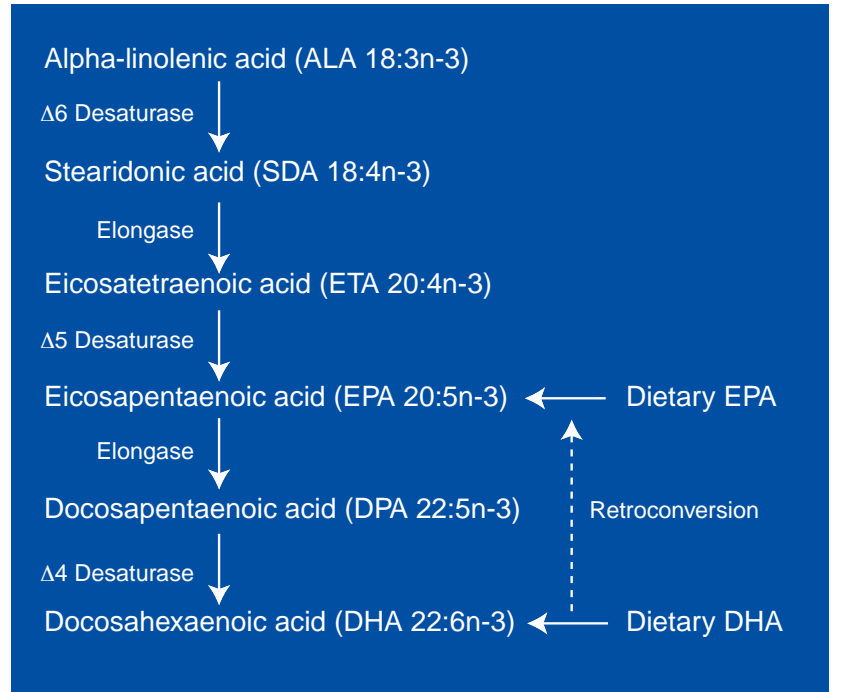 Alpha-linolenic acid (ALA 18:3n-3)
Δ6 Desaturase
Stearidonic acid (SDA 18:4n-3)
Elongase
Eicosatetraenoic acid (ETA 20:4n-3)
Δ5 Desaturase
Eicosapentaenoic acid (EPA 20:5n-3)
Dietary EPA
Elongase
Docosapentaenoic acid (DPA 22:5n-3)
Retroconversion
Δ4 Desaturase
Docosahexaenoic acid (DHA 22:6n-3)
Dietary DHA